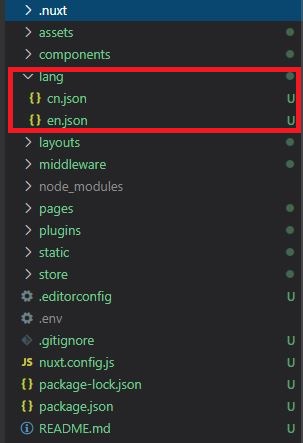 .nuxt
assets
components
lang
{} cn.json U
{} en.json U
layouts
middleware
node_modules
pages
plugins
static
store
.editorconfig U
.env
.gitignore U
JS nuxt.config.js U
{} package-lock.json U
{} package.json U
README.md U